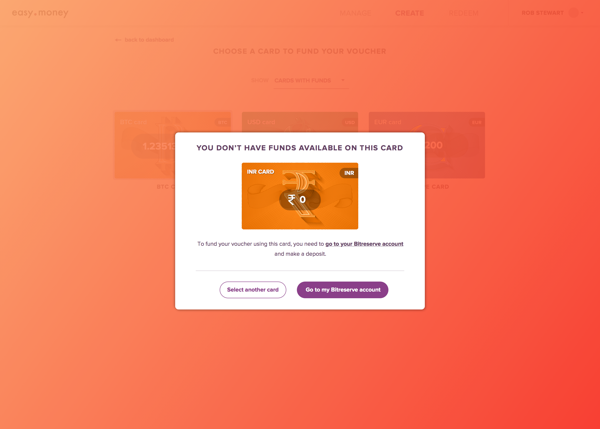 easy.money
CREATE
BOB STEWART
CHOOSE A CARD TO FUND YOUR VOUCHER
CARDS WITH FUNDS
YOU DON'T HAVE FUNDS AVAILABLE ON THIS CARD
INR CARD
INR
₹ 0
To fund your voucher using this card, you need to go to your Bitreserve account
and make a deposit.
Select another card
Go to my Bitreserve account